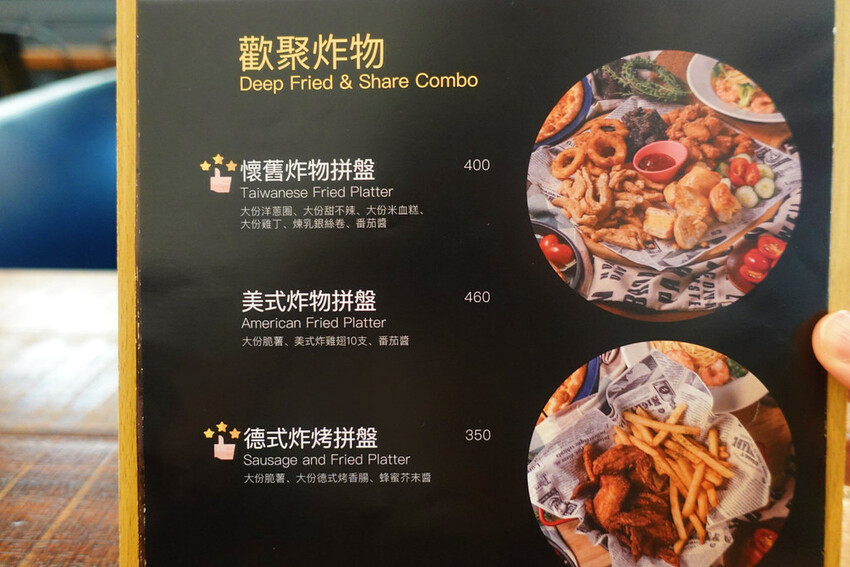 歡聚炸物
Deep Fried & Share Combo
懷舊炸物拼盤 400
Taiwanese Fried Platter
大份洋蔥圈、大份甜不辣、大份米血糕、
大份雞丁、煉乳銀絲卷、番茄醬
美式炸物拼盤 460
American Fried Platter
大份脆薯、美式炸雞翅10支、番茄醬
德式炸烤拼盤 350
Sausage and Fried Platter
大份脆薯、大份德式烤香腸、蜂蜜芥末醬